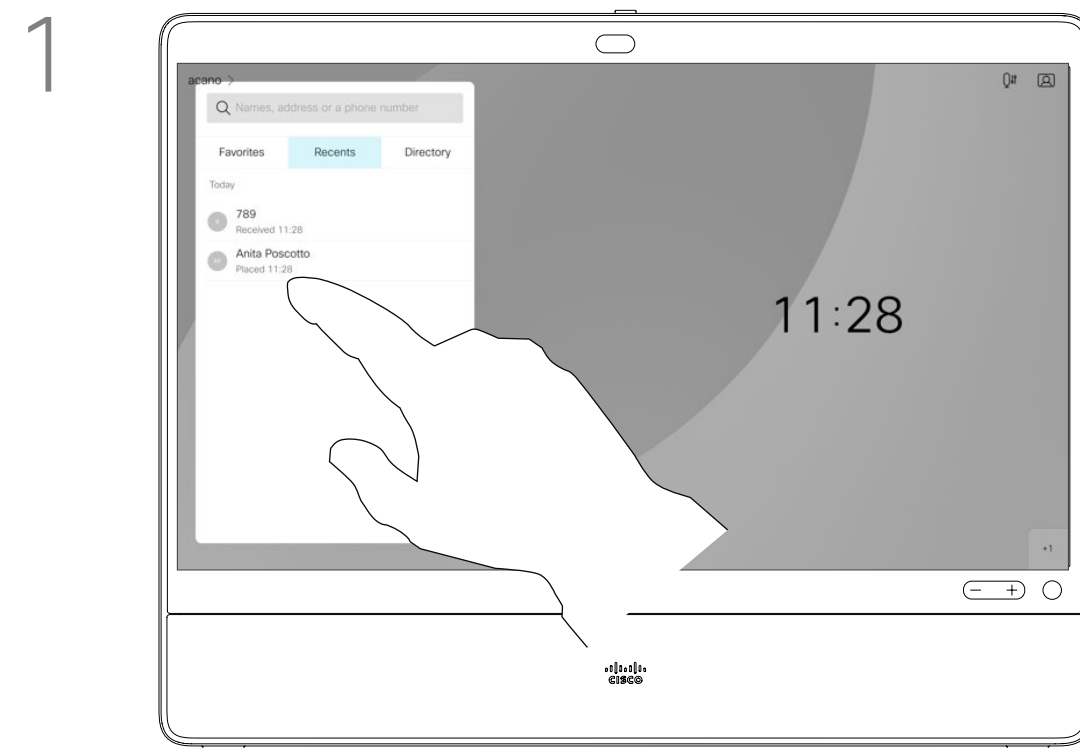 1
acano >
Names, address or a phone number
Favorites Recents Directory
Today
789
Received 11:28
Anita Poscotto
Placed 11:28
11:28
+1
− +
CISCO